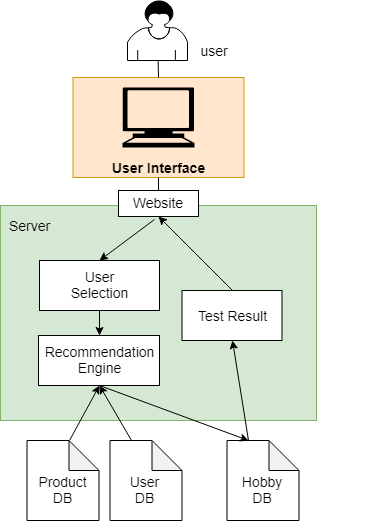 user
User Interface
Website
Server
User
Selection
Test Result
Recommendation
Engine
Product
DB
User
DB
Hobby
DB